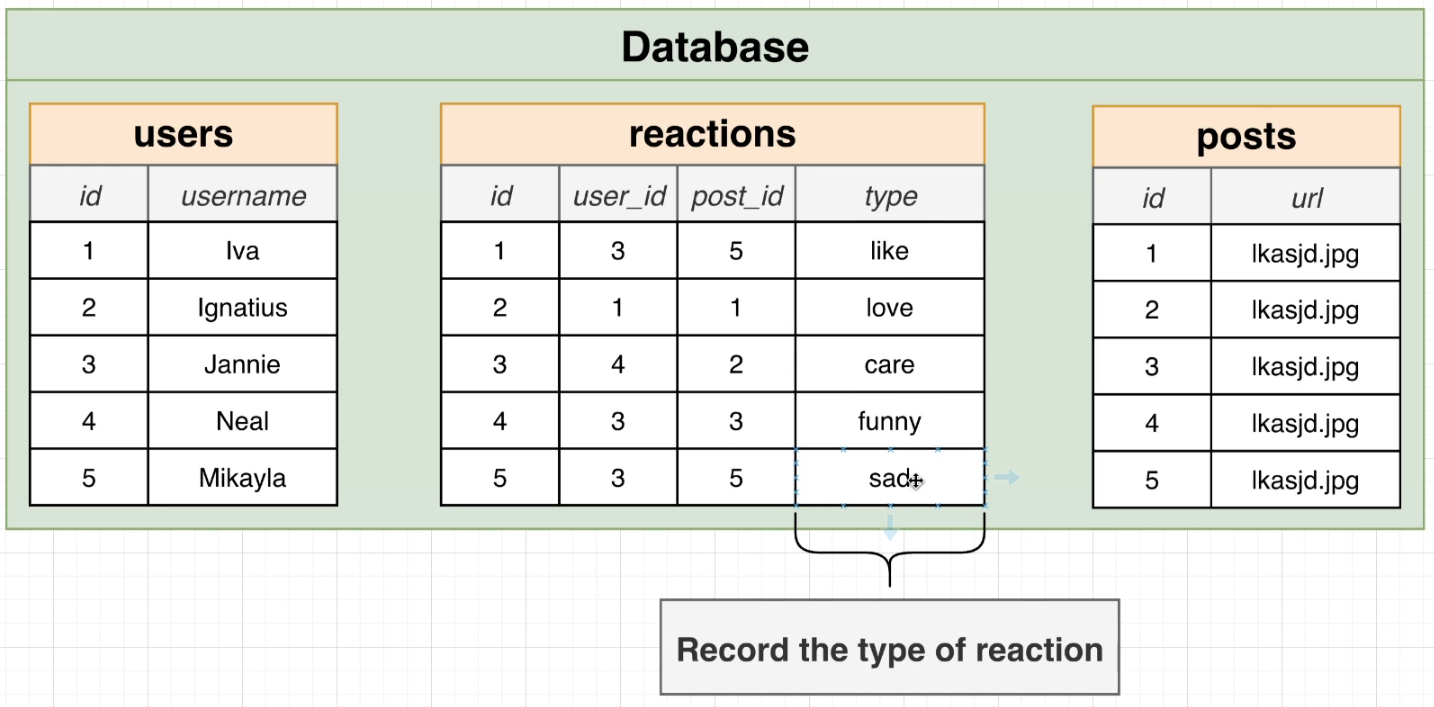 Database
users
id username
1 Iva
2 Ignatius
3 Jannie
4 Neal
5 Mikayla
reactions
id user_id post_id type
1 3 5 like
2 1 1 love
3 4 2 care
4 3 3 funny
5 3 5 sad
posts
id url
1 lkasjd.jpg
2 lkasjd.jpg
3 lkasjd.jpg
4 lkasjd.jpg
5 lkasjd.jpg
Record the type of reaction